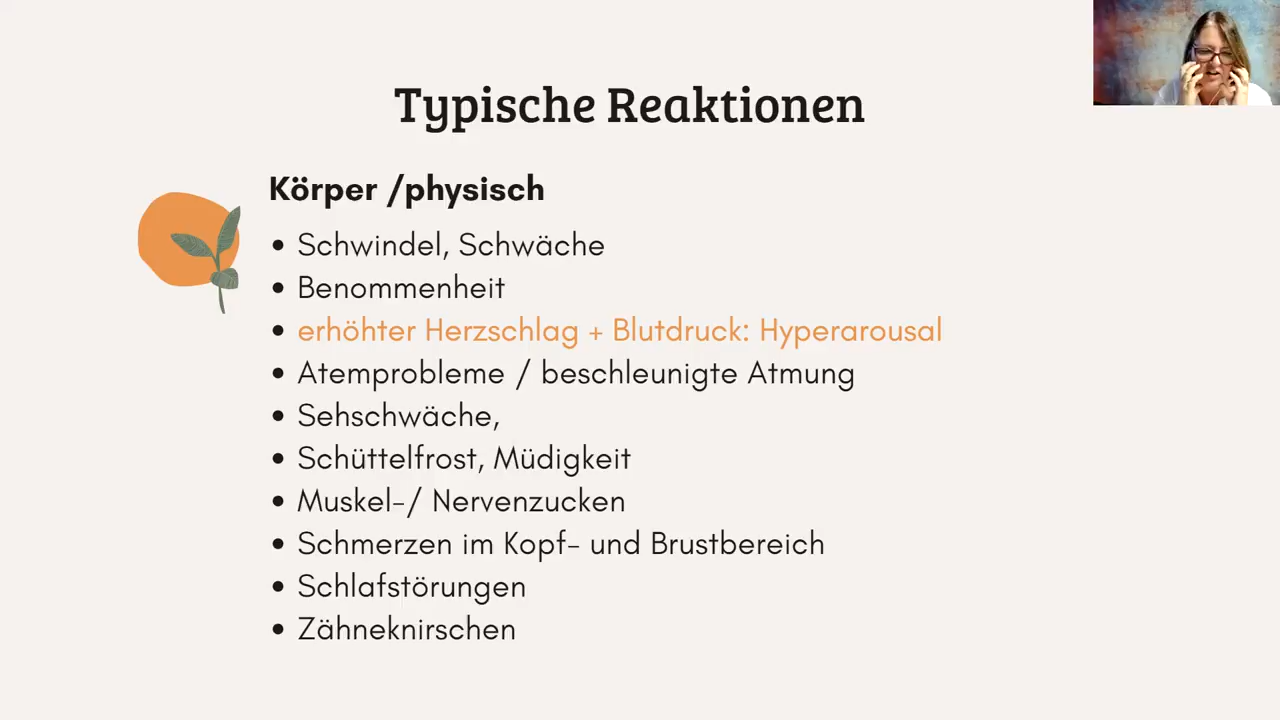 Typische Reaktionen
Körper /physisch
• Schwindel, Schwäche
• Benommenheit
• erhöhter Herzschlag + Blutdruck: Hyperarousal
• Atemprobleme / beschleunigte Atmung
• Sehschwäche,
• Schüttelfrost, Müdigkeit
• Muskel-/ Nervenzucken
• Schmerzen im Kopf- und Brustbereich
• Schlafstörungen
• Zähneknirschen